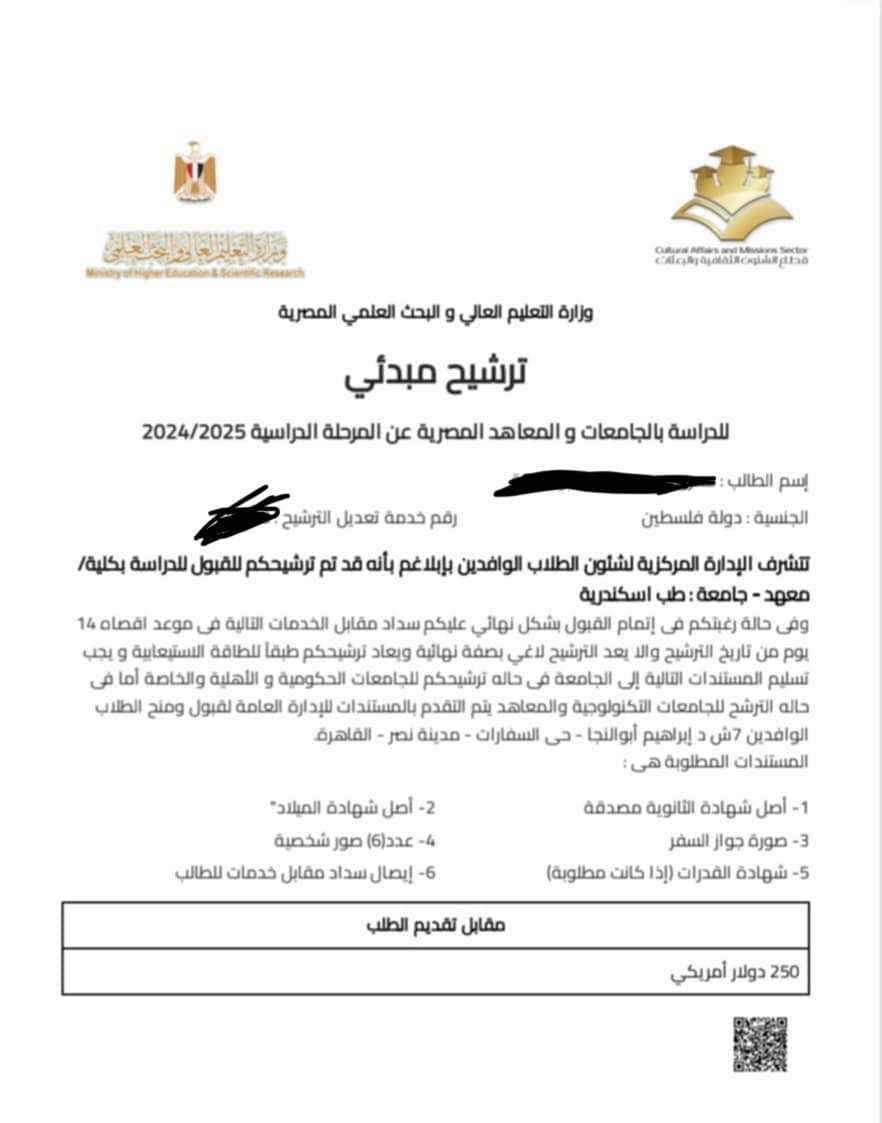 وزارة التعليم العالي والبحث العلمي
Ministry of Higher Education & Scientific Research
Cultural Affairs and Missions Sector
قطاع الشئون الثقافية والبعثات
وزارة التعليم العالي و البحث العلمي المصرية
ترشيح مبدئي
للدراسة بالجامعات و المعاهد المصرية عن المرحلة الدراسية 2024/2025
إسم الطالب :
الجنسية : دولة فلسطين رقم خدمة تعديل الترشيح :
تتشرف الإدارة المركزية لشئون الطلاب الوافدين بإبلاغم بأنه قد تم ترشيحكم للقبول للدراسة بكلية/
معهد - جامعة : طب اسكندرية
وفى حالة رغبتكم فى إتمام القبول بشكل نهائي عليكم سداد مقابل الخدمات التالية فى موعد اقصاه 14
يوم من تاريخ الترشيح والا يعد الترشيح لاغي بصفة نهائية ويعاد ترشيحكم طبقاً للطاقة الاستيعابية و يجب
تسليم المستندات التالية إلى الجامعة فى حاله ترشيحكم للجامعات الحكومية و الأهلية والخاصة أما فى
حاله الترشح للجامعات التكنولوجية والمعاهد يتم التقدم بالمستندات للإدارة العامة لقبول ومنح الطلاب
الوافدين 7ش د إبراهيم أبوالنجا - حى السفارات - مدينة نصر - القاهرة.
المستندات المطلوبة هى :
1- أصل شهادة الثانوية مصدقة 2- أصل شهادة الميلاد"
3- صورة جواز السفر 4- عدد(6) صور شخصية
5- شهادة القدرات (إذا كانت مطلوبة) 6- إيصال سداد مقابل خدمات للطالب
مقابل تقديم الطلب
250 دولار أمريكي